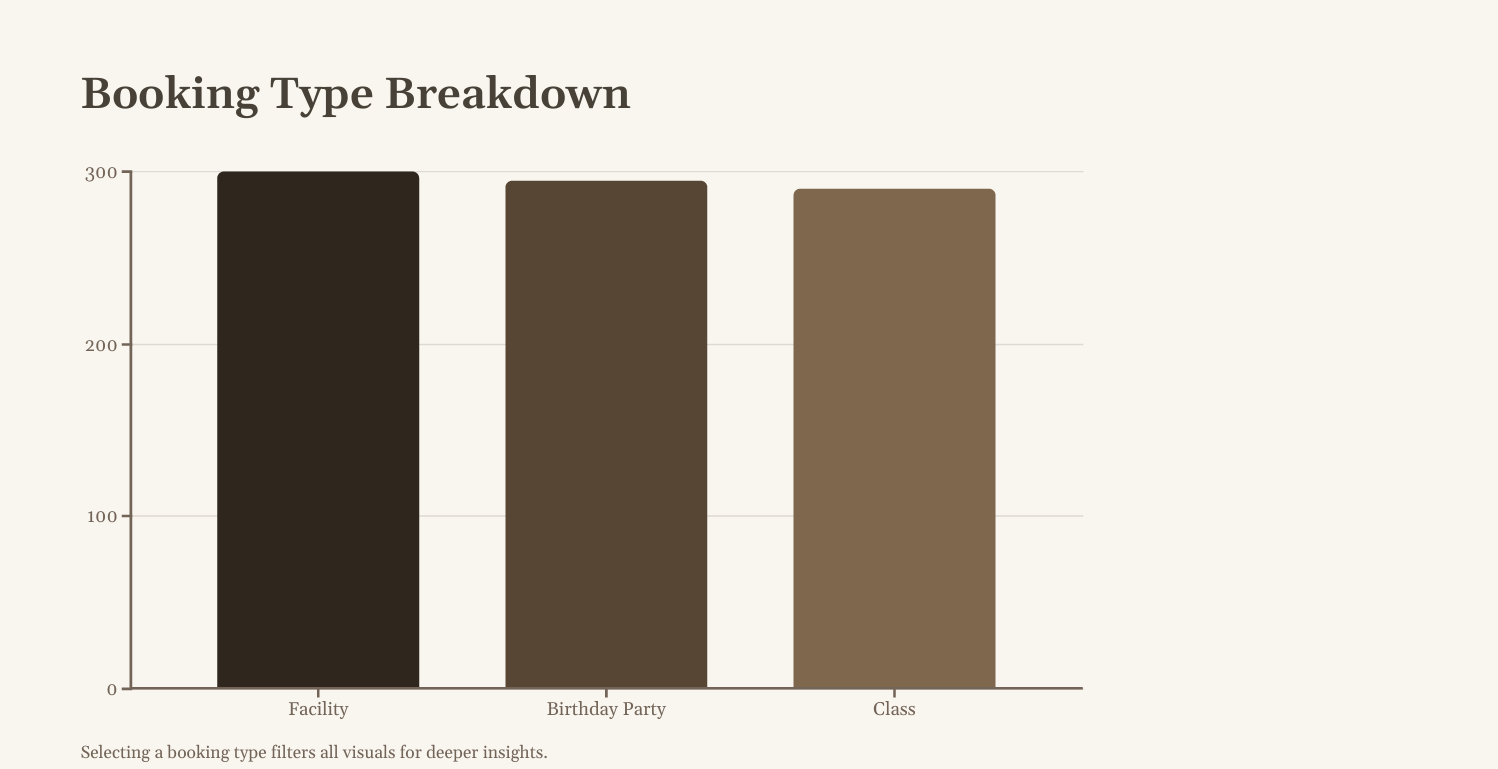 Booking Type Breakdown
300
200
100
0
Facility
Birthday Party
Class
Selecting a booking type filters all visuals for deeper insights.